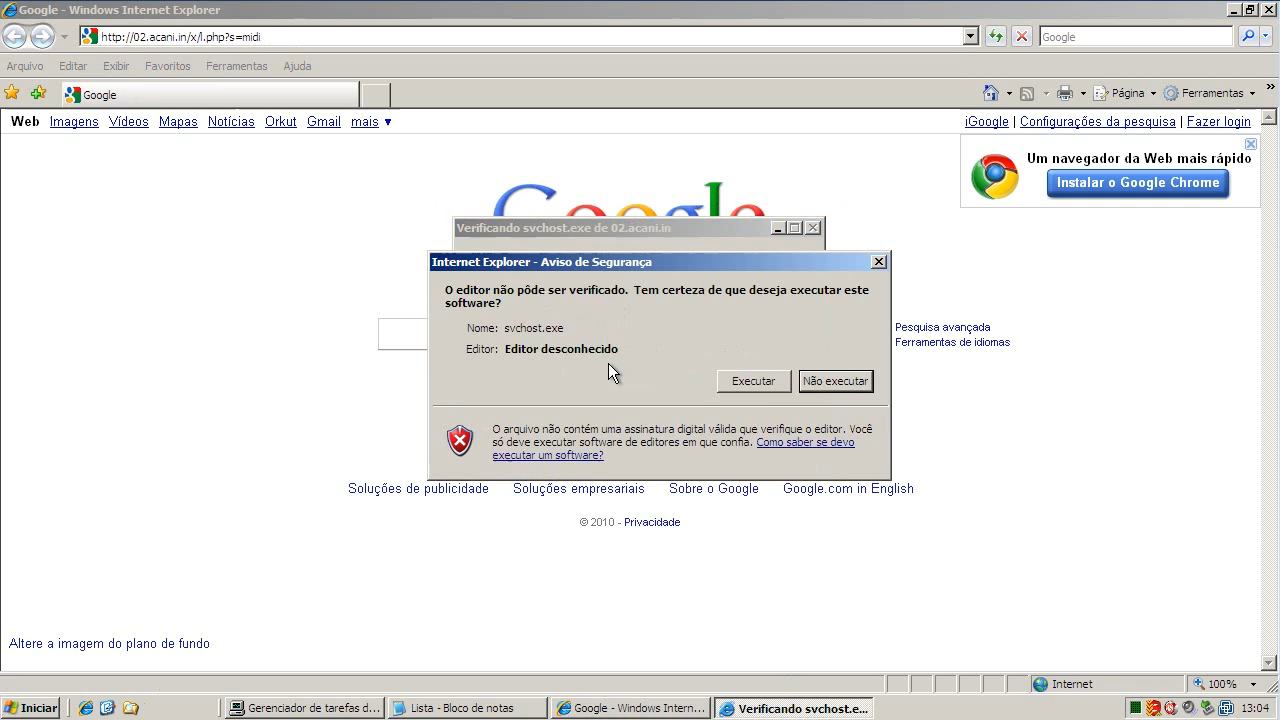 Google - Windows Internet Explorer
http://02.acani.in/x/l.php?s=midi
Google
Arquivo Editar Exibir Favoritos Ferramentas Ajuda
Google
Página Ferramentas
Web Imagens Vídeos Mapas Notícias Orkut Gmail mais
iGoogle | Configurações da pesquisa | Fazer login
Um navegador da Web mais rápido
Instalar o Google Chrome
Google
Verificando svchost.exe de 02.acani.in
Internet Explorer - Aviso de Segurança
O editor não pôde ser verificado. Tem certeza de que deseja executar este
software?
Nome: svchost.exe
Editor: Editor desconhecido
Executar Não executar
O arquivo não contém uma assinatura digital válida que verifique o editor. Você
só deve executar software de editores em que confia. Como saber se devo
executar um software?
Pesquisa avançada
Ferramentas de idiomas
Soluções de publicidade Soluções empresariais Sobre o Google Google.com in English
© 2010 - Privacidade
Altere a imagem do plano de fundo
Internet 100%
Iniciar Gerenciador de tarefas d... Lista - Bloco de notas Google - Windows Intern... Verificando svchost.e... 13:04